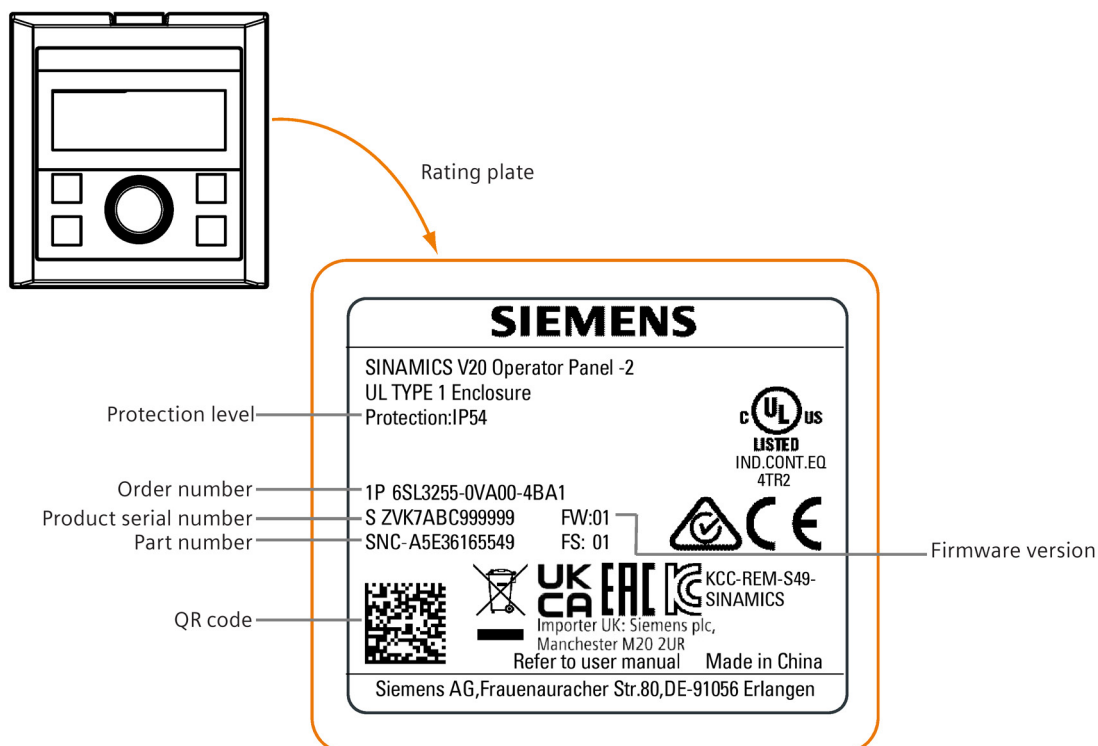 Rating plate
SIEMENS
SINAMICS V20 Operator Panel -2
UL TYPE 1 Enclosure
Protection level
Protection:IP54
C UL US
LISTED
IND.CONT.EQ
4TR2
Order number
1P 6SL3255-0VA00-4BA1
Product serial number
S ZVK7ABC999999 FW:01
Part number
SNC-A5E36165549 FS: 01
CE
Firmware version
QR code
UK
CA
EAC
KC
KCC-REM-S49-
SINAMICS
Importer UK: Siemens plc,
Manchester M20 2UR
Refer to user manual Made in China
Siemens AG,Frauenauracher Str.80,DE-91056 Erlangen